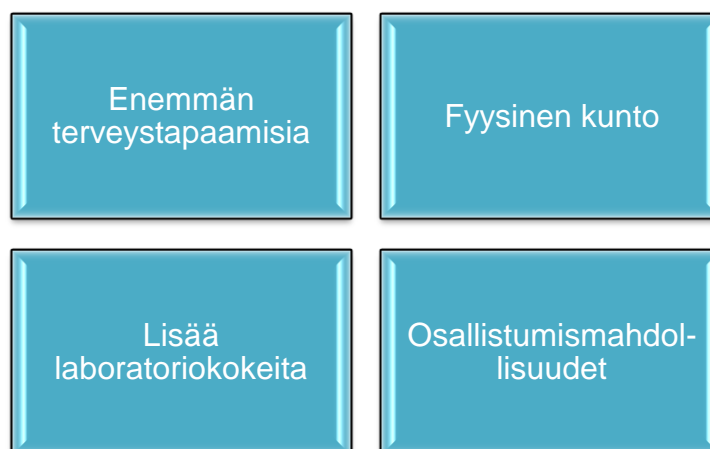 Enemmän
terveystapaamisia
Fyysinen kunto
Lisää
laboratoriokokeita
Osallistumismahdol-
lisuudet